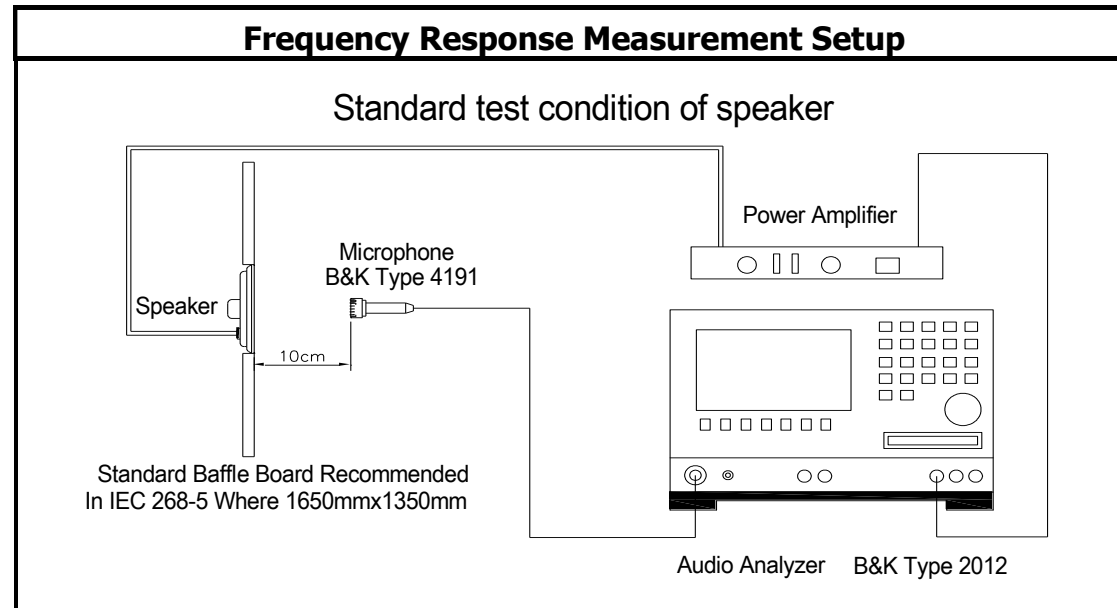 Frequency Response Measurement Setup
Standard test condition of speaker
Power Amplifier
Microphone
B&K Type 4191
Speaker
10cm
Standard Baffle Board Recommended
In IEC 268-5 Where 1650mmx1350mm
Audio Analyzer B&K Type 2012